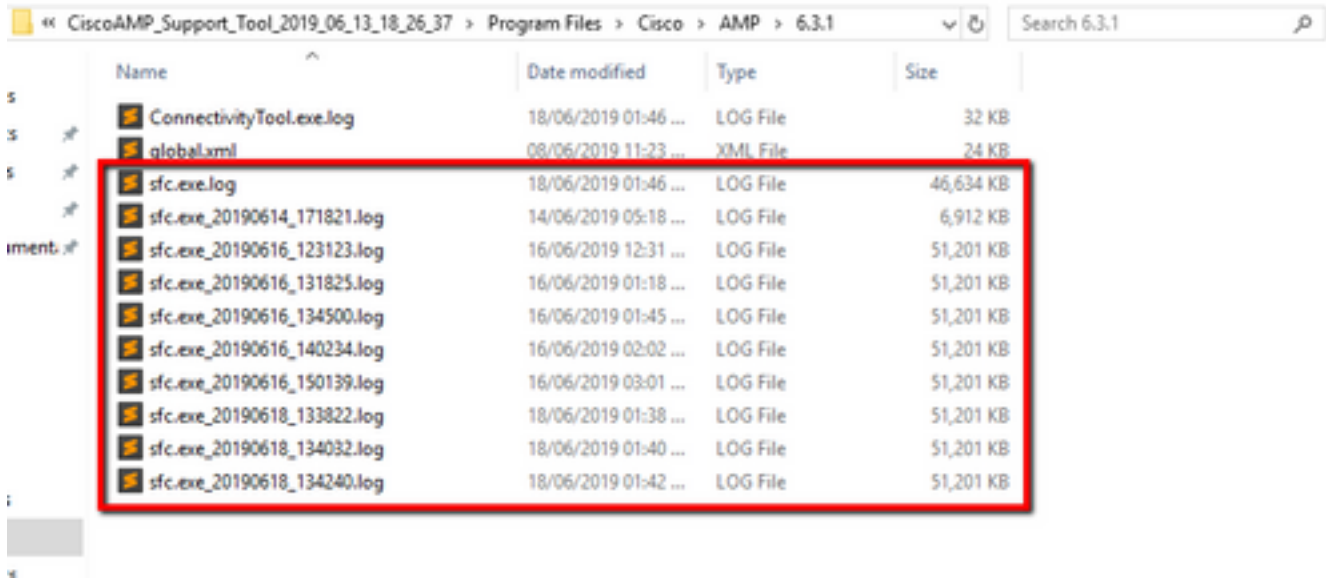 « CiscoAMP_Support_Tool_2019_06_13_18_26_37 > Program Files > Cisco > AMP > 6.3.1 Search 6.3.1
Name Date modified Type Size
ConnectivityTool.exe.log 18/06/2019 01:46 ... LOG File 32 KB
global.xml 08/06/2019 11:23 ... XML File 24 KB
sfc.exe.log 18/06/2019 01:46 ... LOG File 46,634 KB
sfc.exe_20190614_171821.log 14/06/2019 05:18 ... LOG File 6,912 KB
sfc.exe_20190616_123123.log 16/06/2019 12:31 ... LOG File 51,201 KB
sfc.exe_20190616_131825.log 16/06/2019 01:18 ... LOG File 51,201 KB
sfc.exe_20190616_134500.log 16/06/2019 01:45 ... LOG File 51,201 KB
sfc.exe_20190616_140234.log 16/06/2019 02:02 ... LOG File 51,201 KB
sfc.exe_20190616_150139.log 16/06/2019 03:01 ... LOG File 51,201 KB
sfc.exe_20190618_133822.log 18/06/2019 01:38 ... LOG File 51,201 KB
sfc.exe_20190618_134032.log 18/06/2019 01:40 ... LOG File 51,201 KB
sfc.exe_20190618_134240.log 18/06/2019 01:42 ... LOG File 51,201 KB